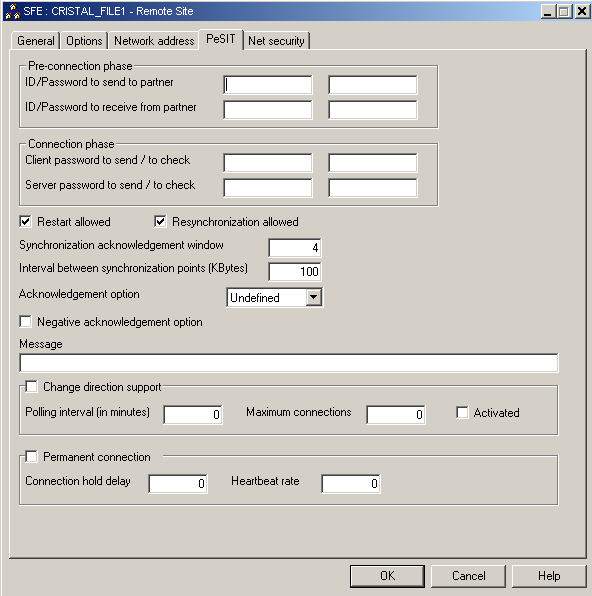 SFE : CRISTAL_FILE1 - Remote Site
General Options Network address PeSIT Net security
Pre-connection phase
ID/Password to send to partner
ID/Password to receive from partner
Connection phase
Client password to send / to check
Server password to send / to check
Restart allowed Resynchronization allowed
Synchronization acknowledgement window 4
Interval between synchronization points (KBytes) 100
Acknowledgement option Undefined
Negative acknowledgement option
Message
Change direction support
Polling interval (in minutes) 0 Maximum connections 0 Activated
Permanent connection
Connection hold delay 0 Heartbeat rate 0
OK Cancel Help